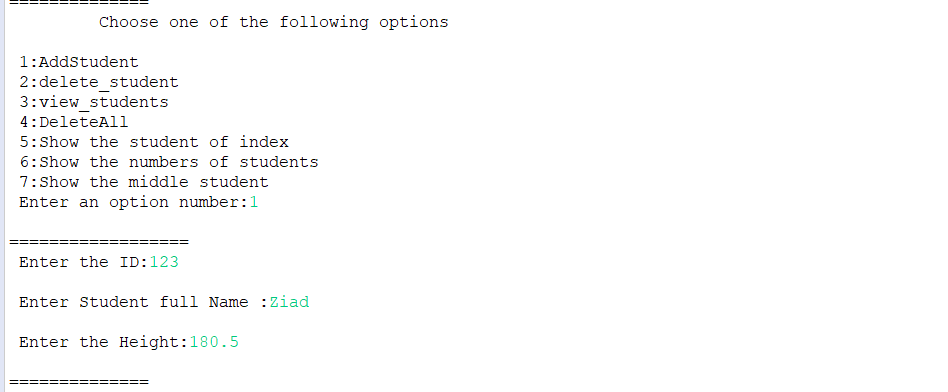 ==============
Choose one of the following options
1:AddStudent
2:delete_student
3:view_students
4:DeleteAll
5:Show the student of index
6:Show the numbers of students
7:Show the middle student
Enter an option number:1
==================
Enter the ID:123
Enter Student full Name :Ziad
Enter the Height:180.5
==============